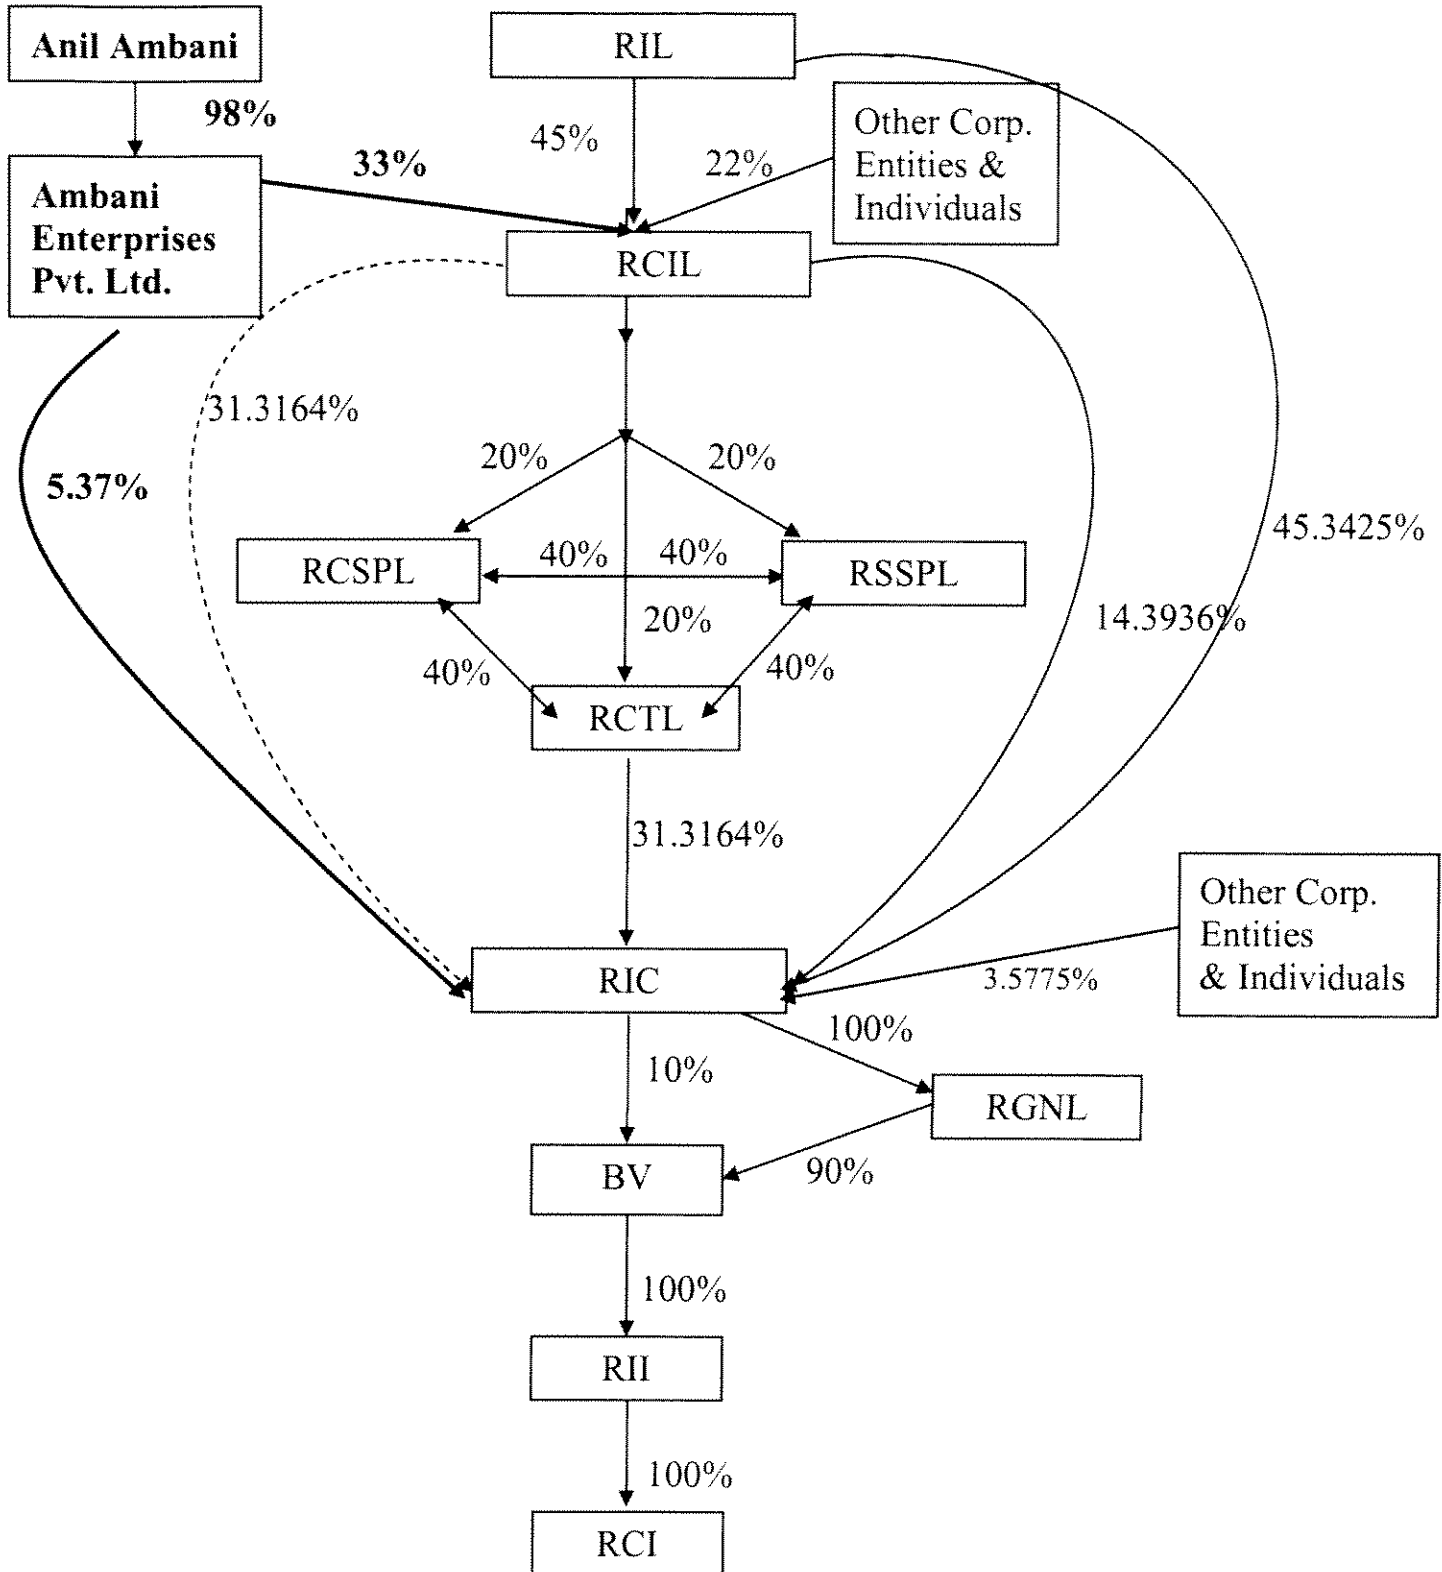 Anil Ambani
RIL
98%
45%
Other Corp.
Entities &
Individuals
33%
22%
Ambani
Enterprises
Pvt. Ltd.
RCIL
31.3164%
20%
20%
5.37%
45.3425%
40%
40%
RCSPL
RSSPL
20%
14.3936%
40%
40%
RCTL
31.3164%
Other Corp.
Entities
& Individuals
RIC
3.5775%
100%
10%
RGNL
BV
90%
100%
RII
100%
RCI